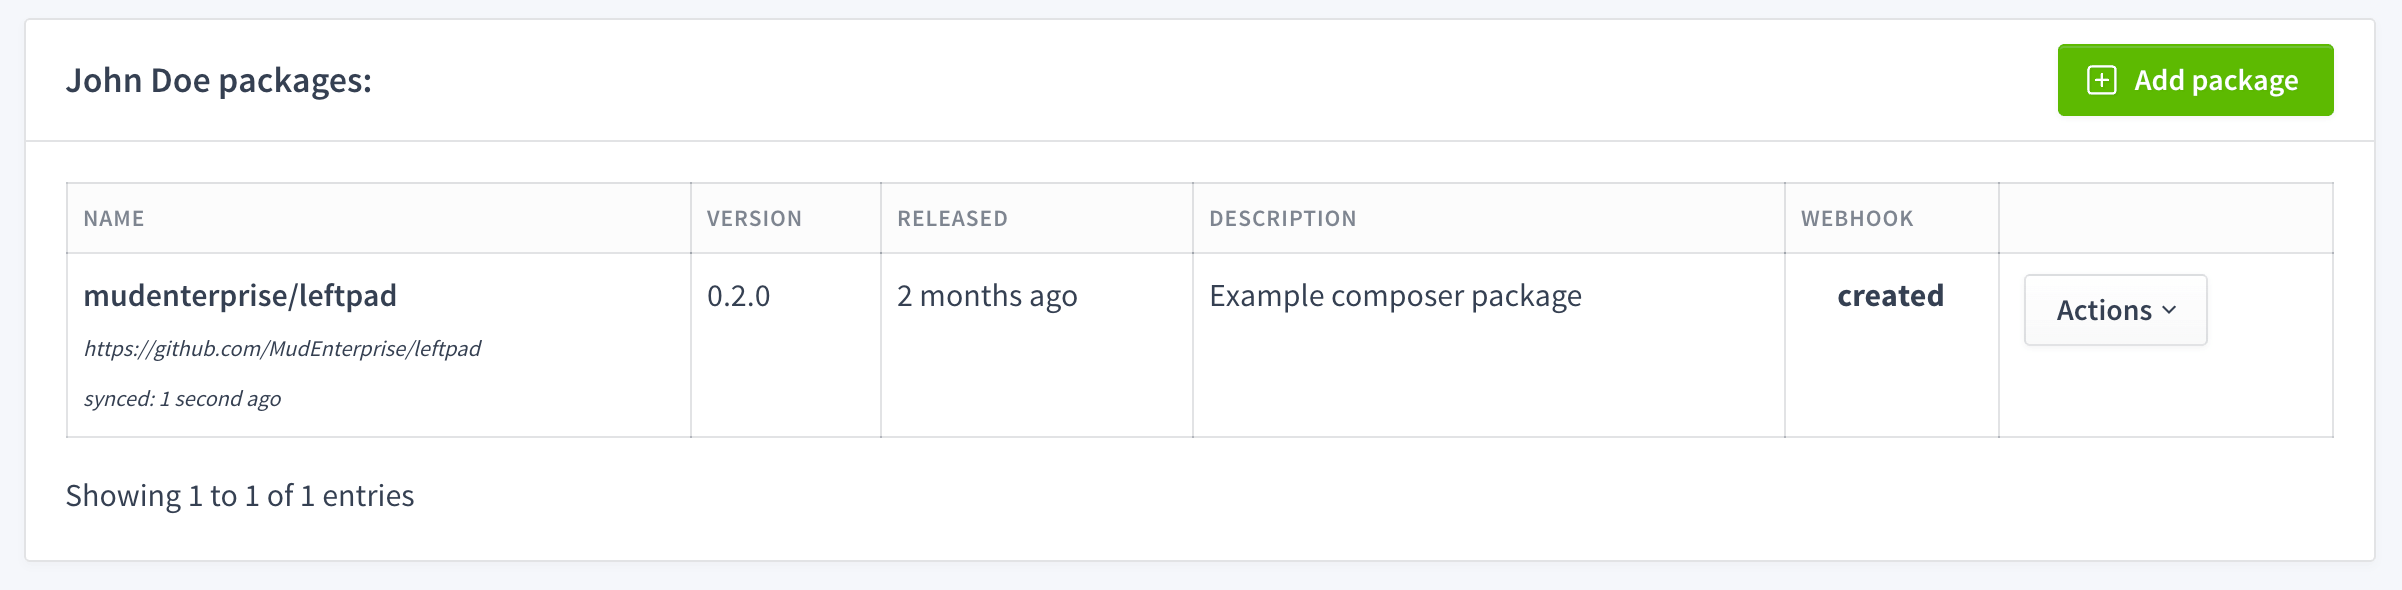 John Doe packages:
Add package
NAME VERSION RELEASED DESCRIPTION WEBHOOK
mudenterprise/leftpad 0.2.0 2 months ago Example composer package created Actions
https://github.com/MudEnterprise/leftpad
synced: 1 second ago
Showing 1 to 1 of 1 entries